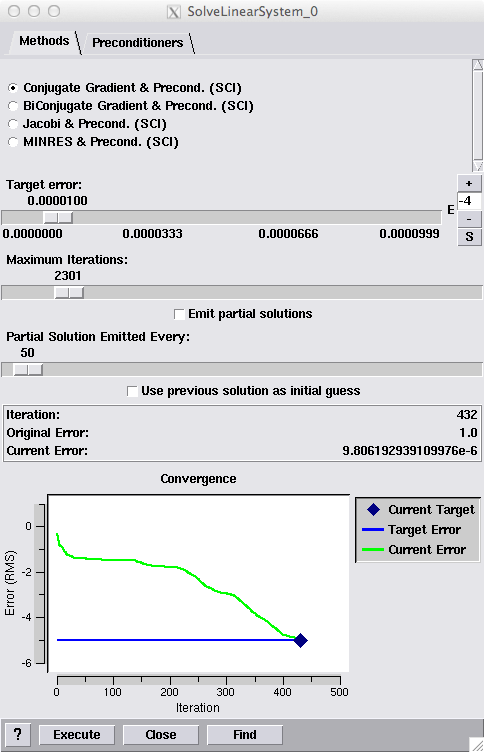 SolveLinearSystem_0
Methods Preconditioners
Conjugate Gradient & Precond. (SCI)
BiConjugate Gradient & Precond. (SCI)
Jacobi & Precond. (SCI)
MINRES & Precond. (SCI)
Target error:
+
0.0000100
E -4
-
0.0000000 0.0000333 0.0000666 0.0000999 S
Maximum Iterations:
2301
Emit partial solutions
Partial Solution Emitted Every:
50
Use previous solution as initial guess
Iteration: 432
Original Error: 1.0
Current Error: 9.806192939109976e-6
Convergence
Current Target
Target Error
Current Error
Error (RMS)
0
-2
-4
-6
0 100 200 300 400 500
Iteration
? Execute Close Find